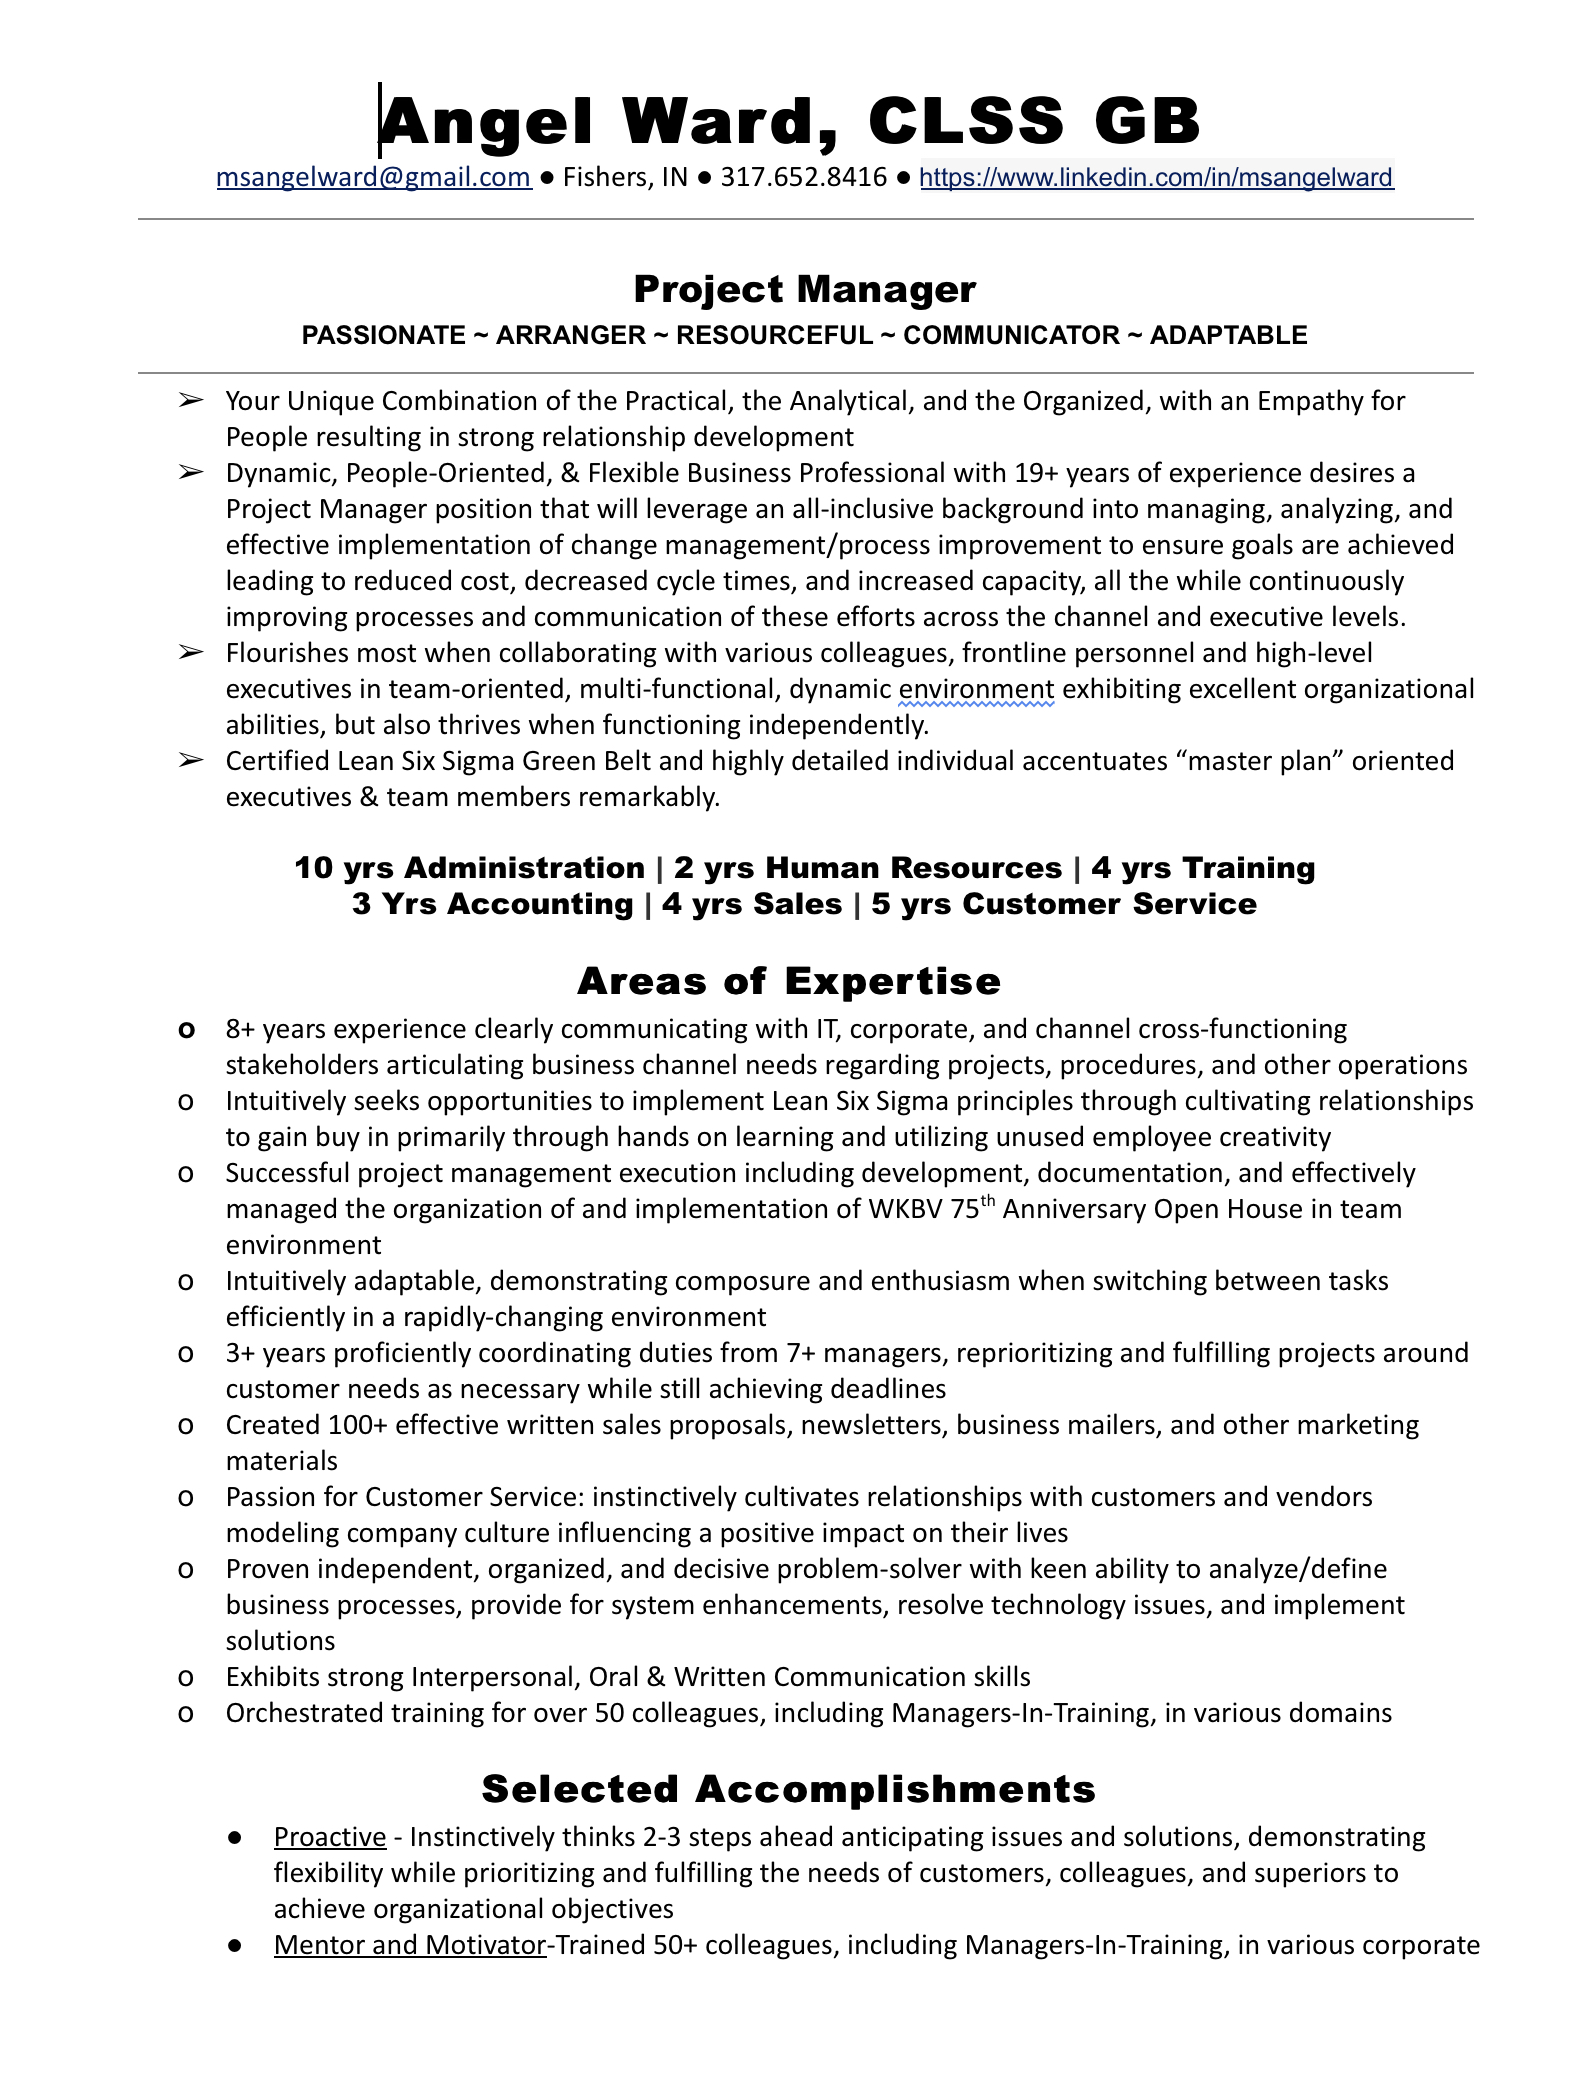 Angel Ward, CLSS GB
msangelward@gmail.com ● Fishers, IN ● 317.652.8416 ● https://www.linkedin.com/in/msangelward
Project Manager
PASSIONATE ~ ARRANGER ~ RESOURCEFUL ~ COMMUNICATOR ~ ADAPTABLE
➢ Your Unique Combination of the Practical, the Analytical, and the Organized, with an Empathy for
People resulting in strong relationship development
➢ Dynamic, People-Oriented, & Flexible Business Professional with 19+ years of experience desires a
Project Manager position that will leverage an all-inclusive background into managing, analyzing, and
effective implementation of change management/process improvement to ensure goals are achieved
leading to reduced cost, decreased cycle times, and increased capacity, all the while continuously
improving processes and communication of these efforts across the channel and executive levels.
➢ Flourishes most when collaborating with various colleagues, frontline personnel and high-level
executives in team-oriented, multi-functional, dynamic environment exhibiting excellent organizational
abilities, but also thrives when functioning independently.
➢ Certified Lean Six Sigma Green Belt and highly detailed individual accentuates “master plan” oriented
executives & team members remarkably.
10 yrs Administration | 2 yrs Human Resources | 4 yrs Training
3 Yrs Accounting | 4 yrs Sales | 5 yrs Customer Service
Areas of Expertise
o 8+ years experience clearly communicating with IT, corporate, and channel cross-functioning
stakeholders articulating business channel needs regarding projects, procedures, and other operations
o Intuitively seeks opportunities to implement Lean Six Sigma principles through cultivating relationships
to gain buy in primarily through hands on learning and utilizing unused employee creativity
o Successful project management execution including development, documentation, and effectively
managed the organization of and implementation of WKBV 75th Anniversary Open House in team
environment
o Intuitively adaptable, demonstrating composure and enthusiasm when switching between tasks
efficiently in a rapidly-changing environment
o 3+ years proficiently coordinating duties from 7+ managers, reprioritizing and fulfilling projects around
customer needs as necessary while still achieving deadlines
o Created 100+ effective written sales proposals, newsletters, business mailers, and other marketing
materials
o Passion for Customer Service: instinctively cultivates relationships with customers and vendors
modeling company culture influencing a positive impact on their lives
o Proven independent, organized, and decisive problem-solver with keen ability to analyze/define
business processes, provide for system enhancements, resolve technology issues, and implement
solutions
o Exhibits strong Interpersonal, Oral & Written Communication skills
o Orchestrated training for over 50 colleagues, including Managers-In-Training, in various domains
Selected Accomplishments
● Proactive - Instinctively thinks 2-3 steps ahead anticipating issues and solutions, demonstrating
flexibility while prioritizing and fulfilling the needs of customers, colleagues, and superiors to
achieve organizational objectives
● Mentor and Motivator-Trained 50+ colleagues, including Managers-In-Training, in various corporate